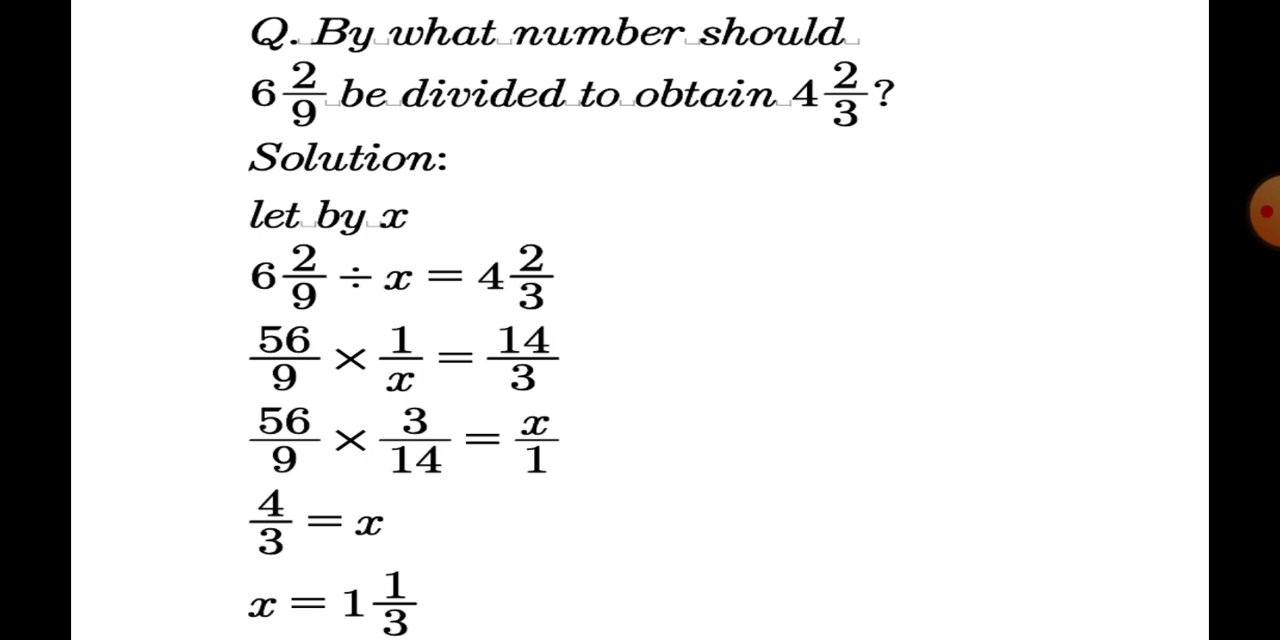 Q. By what number should
6 2/9 be divided to obtain 4 2/3?
Solution:
let by x
6 2/9 ÷ x = 4 2/3
56/9 × 1/x = 14/3
56/9 × 3/14 = x/1
4/3 = x
x = 1 1/3